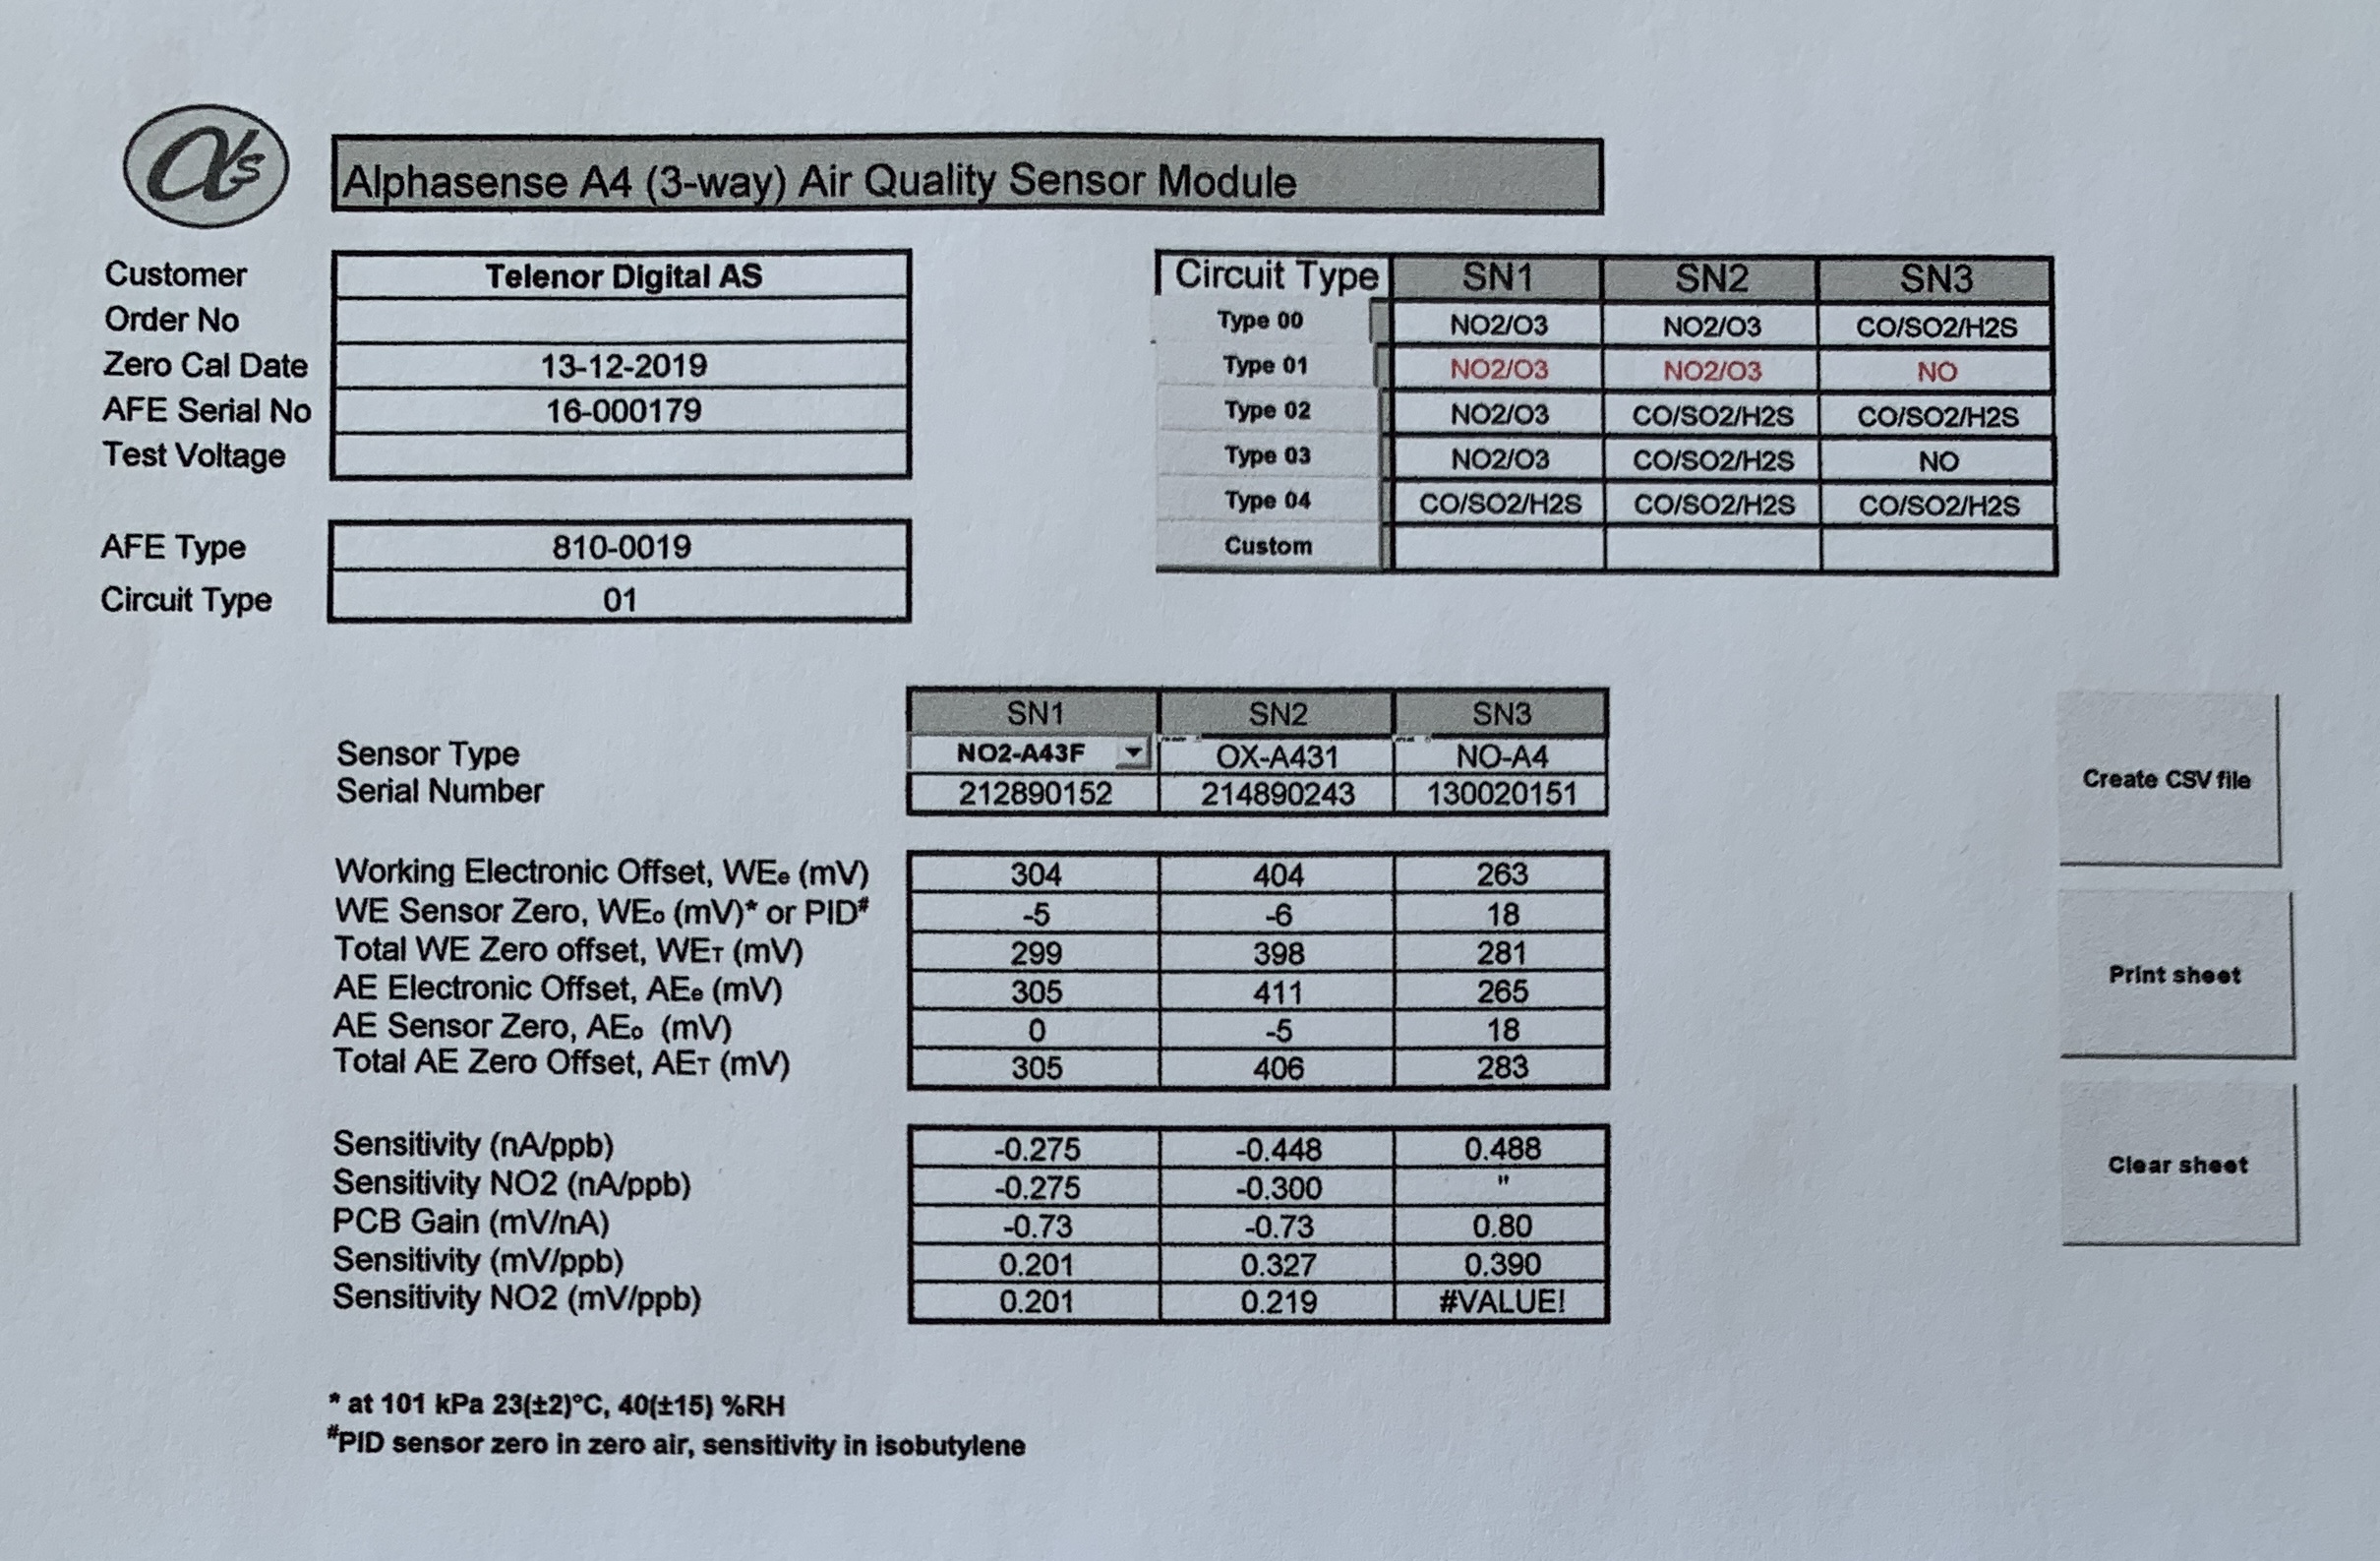 αs
Alphasense A4 (3-way) Air Quality Sensor Module
Customer Telenor Digital AS
Order No
Zero Cal Date 13-12-2019
AFE Serial No 16-000179
Test Voltage
AFE Type 810-0019
Circuit Type 01
Circuit Type SN1 SN2 SN3
Type 00 NO2/O3 NO2/O3 CO/SO2/H2S
Type 01 NO2/O3 NO2/O3 NO
Type 02 NO2/O3 CO/SO2/H2S CO/SO2/H2S
Type 03 NO2/O3 CO/SO2/H2S NO
Type 04 CO/SO2/H2S CO/SO2/H2S CO/SO2/H2S
Custom
SN1 SN2 SN3
Sensor Type NO2-A43F OX-A431 NO-A4
Serial Number 212890152 214890243 130020151
Working Electronic Offset, WEe (mV) 304 404 263
WE Sensor Zero, WEo (mV)* or PID# -5 -6 18
Total WE Zero offset, WET (mV) 299 398 281
AE Electronic Offset, AEe (mV) 305 411 265
AE Sensor Zero, AEo (mV) 0 -5 18
Total AE Zero Offset, AET (mV) 305 406 283
Sensitivity (nA/ppb) -0.275 -0.448 0.488
Sensitivity NO2 (nA/ppb) -0.275 -0.300 "
PCB Gain (mV/nA) -0.73 -0.73 0.80
Sensitivity (mV/ppb) 0.201 0.327 0.390
Sensitivity NO2 (mV/ppb) 0.201 0.219 #VALUE!
Create CSV file
Print sheet
Clear sheet
* at 101 kPa 23(±2)°C, 40(±15) %RH
#PID sensor zero in zero air, sensitivity in isobutylene